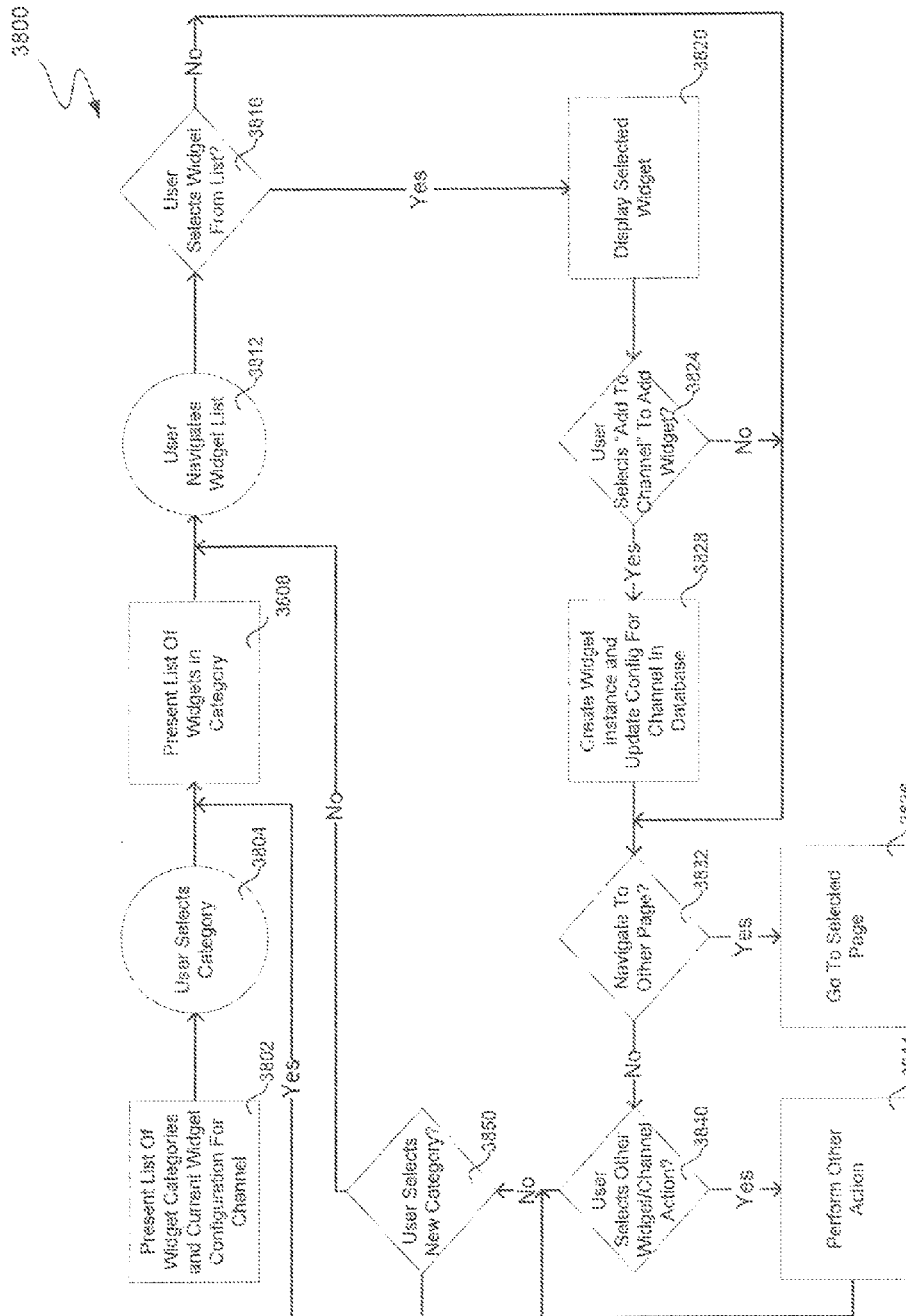 3800
Present List Of
Widget Categories
and Current Widget
Configuration For
Channel
3802
User Selects
Category
3804
Present List Of
Widgets in
Category
3808
User
Navigates
Widget List
3812
User
Selects Widget
From List?
3816
No
Yes
Display Selected
Widget
3820
User
Selects "Add To
Channel" To Add
Widget?
3824
No
Yes
Create Widget
Instance and
Update Config For
Channel In
Database
3828
Navigate To
Other Page?
3832
Yes
Go To Selected
Page
No
User
Selects Other
Widget/Channel
Action?
3840
Yes
Perform Other
Action
No
User Selects
New Category?
3850
No
Yes